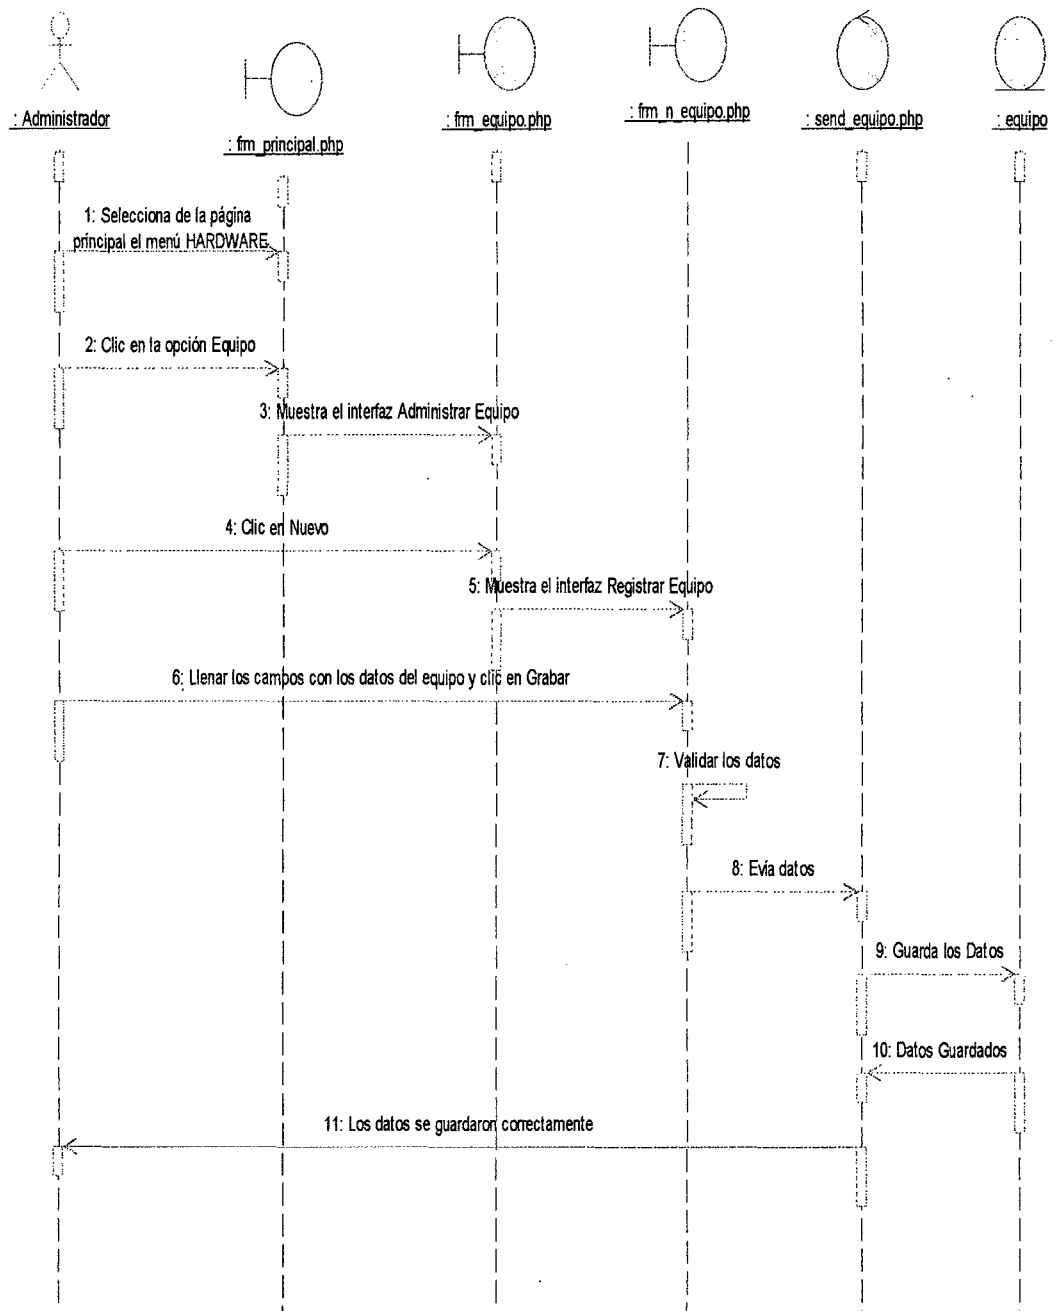 : Administrador
: frm_principal.php
: frm_equipo.php
: frm_n_equipo.php
: send_equipo.php
: equipo
1: Selecciona de la página
principal el menú HARDWARE
2: Clic en la opción Equipo
3: Muestra el interfaz Administrar Equipo
4: Clic en Nuevo
5: Muestra el interfaz Registrar Equipo
6: Llenar los campos con los datos del equipo y clic en Grabar
7: Validar los datos
8: Evía datos
9: Guarda los Datos
10: Datos Guardados
11: Los datos se guardaron correctamente